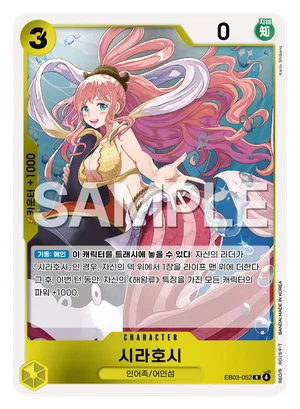 3
0
지혜
知
카운터 +1000
SAMPLE
기동: 메인 이 캐릭터를 트래시에 놓을 수 있다: 자신의 리더가
「시라호시」인 경우, 자신의 덱 위에서 1장을 라이프 맨 위에 더한다.
그 후, 이번 턴 동안, 자신의 《해왕류》 특징을 가진 모든 캐릭터의
파워 +1000.
CHARACTER
시라호시
인어족/어인섬
EB03-052 R
BANDAI MADE IN KOREA